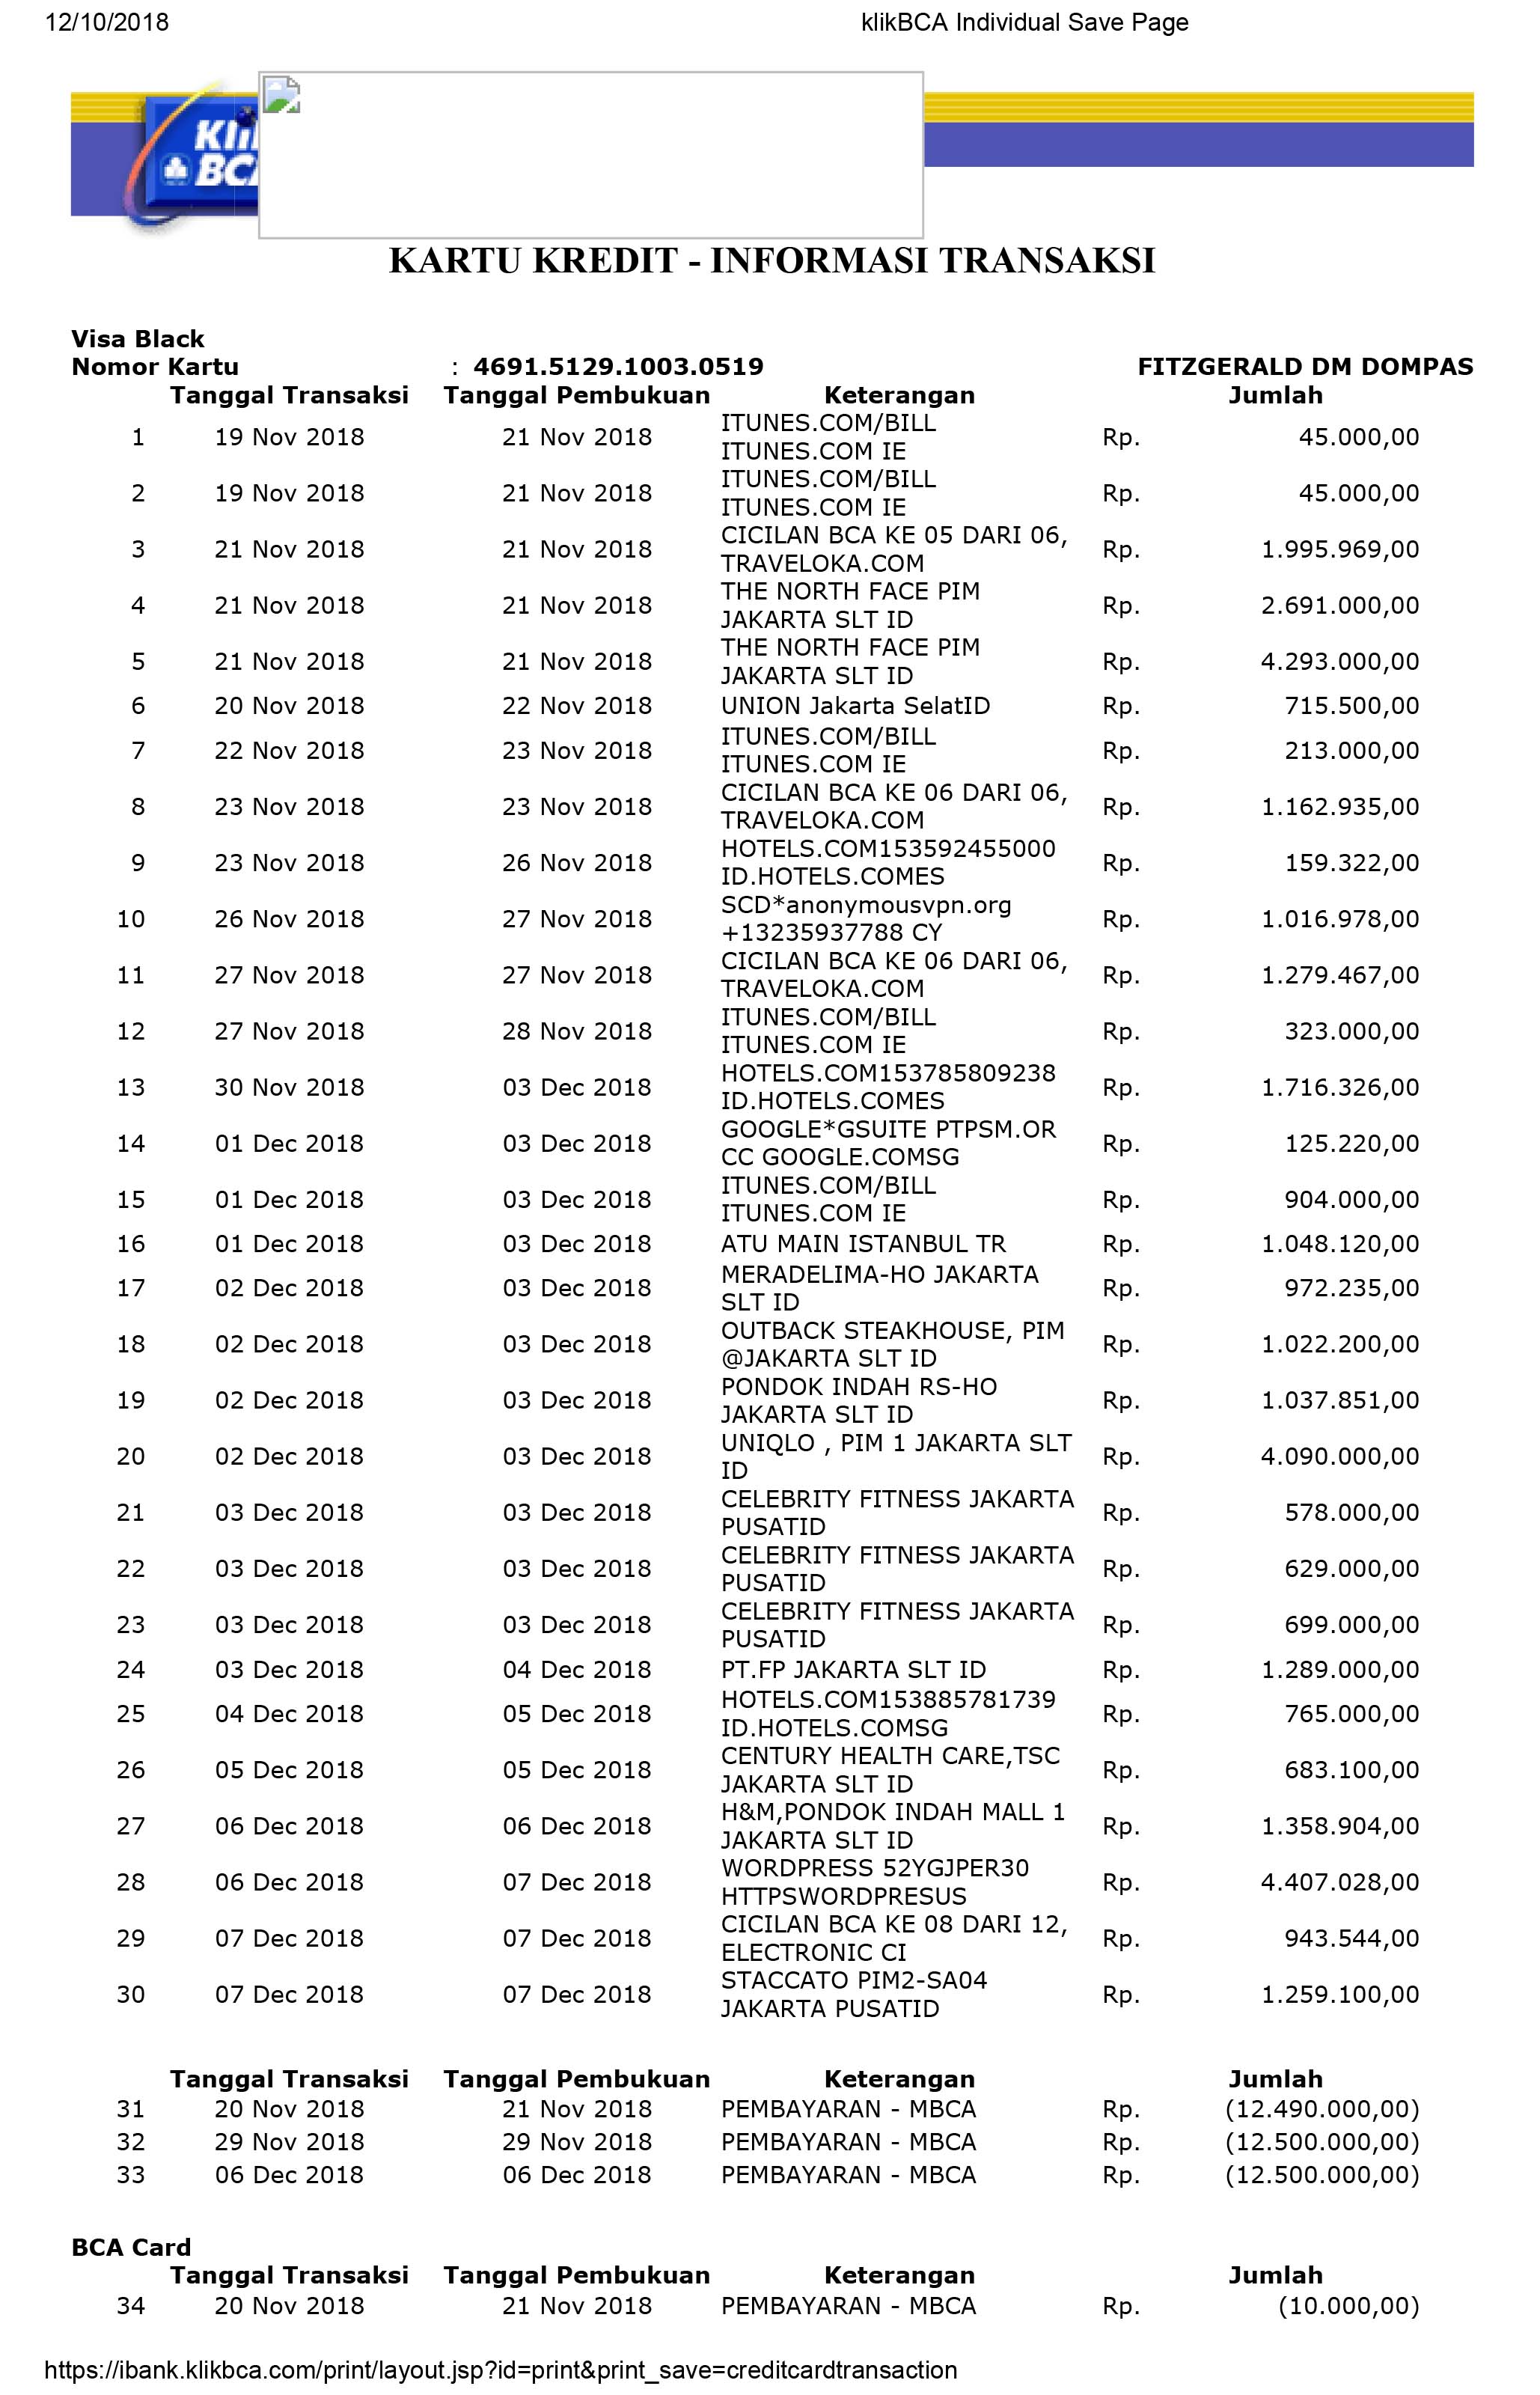 12/10/2018 klikBCA Individual Save Page
KARTU KREDIT - INFORMASI TRANSAKSI
Visa Black
Nomor Kartu : 4691.5129.1003.0519 FITZGERALD DM DOMPAS
Tanggal Transaksi Tanggal Pembukuan Keterangan Jumlah
1 19 Nov 2018 21 Nov 2018 ITUNES.COM/BILL
ITUNES.COM IE Rp. 45.000,00
2 19 Nov 2018 21 Nov 2018 ITUNES.COM/BILL
ITUNES.COM IE Rp. 45.000,00
3 21 Nov 2018 21 Nov 2018 CICILAN BCA KE 05 DARI 06,
TRAVELOKA.COM Rp. 1.995.969,00
4 21 Nov 2018 21 Nov 2018 THE NORTH FACE PIM
JAKARTA SLT ID Rp. 2.691.000,00
5 21 Nov 2018 21 Nov 2018 THE NORTH FACE PIM
JAKARTA SLT ID Rp. 4.293.000,00
6 20 Nov 2018 22 Nov 2018 UNION Jakarta SelatID Rp. 715.500,00
7 22 Nov 2018 23 Nov 2018 ITUNES.COM/BILL
ITUNES.COM IE Rp. 213.000,00
8 23 Nov 2018 23 Nov 2018 CICILAN BCA KE 06 DARI 06,
TRAVELOKA.COM Rp. 1.162.935,00
9 23 Nov 2018 26 Nov 2018 HOTELS.COM153592455000
ID.HOTELS.COMES Rp. 159.322,00
10 26 Nov 2018 27 Nov 2018 SCD*anonymousvpn.org
+13235937788 CY Rp. 1.016.978,00
11 27 Nov 2018 27 Nov 2018 CICILAN BCA KE 06 DARI 06,
TRAVELOKA.COM Rp. 1.279.467,00
12 27 Nov 2018 28 Nov 2018 ITUNES.COM/BILL
ITUNES.COM IE Rp. 323.000,00
13 30 Nov 2018 03 Dec 2018 HOTELS.COM153785809238
ID.HOTELS.COMES Rp. 1.716.326,00
14 01 Dec 2018 03 Dec 2018 GOOGLE*GSUITE PTPSM.OR
CC GOOGLE.COMSG Rp. 125.220,00
15 01 Dec 2018 03 Dec 2018 ITUNES.COM/BILL
ITUNES.COM IE Rp. 904.000,00
16 01 Dec 2018 03 Dec 2018 ATU MAIN ISTANBUL TR Rp. 1.048.120,00
17 02 Dec 2018 03 Dec 2018 MERADELIMA-HO JAKARTA
SLT ID Rp. 972.235,00
18 02 Dec 2018 03 Dec 2018 OUTBACK STEAKHOUSE, PIM
@JAKARTA SLT ID Rp. 1.022.200,00
19 02 Dec 2018 03 Dec 2018 PONDOK INDAH RS-HO
JAKARTA SLT ID Rp. 1.037.851,00
20 02 Dec 2018 03 Dec 2018 UNIQLO , PIM 1 JAKARTA SLT
ID Rp. 4.090.000,00
21 03 Dec 2018 03 Dec 2018 CELEBRITY FITNESS JAKARTA
PUSATID Rp. 578.000,00
22 03 Dec 2018 03 Dec 2018 CELEBRITY FITNESS JAKARTA
PUSATID Rp. 629.000,00
23 03 Dec 2018 03 Dec 2018 CELEBRITY FITNESS JAKARTA
PUSATID Rp. 699.000,00
24 03 Dec 2018 04 Dec 2018 PT.FP JAKARTA SLT ID Rp. 1.289.000,00
25 04 Dec 2018 05 Dec 2018 HOTELS.COM153885781739
ID.HOTELS.COMSG Rp. 765.000,00
26 05 Dec 2018 05 Dec 2018 CENTURY HEALTH CARE,TSC
JAKARTA SLT ID Rp. 683.100,00
27 06 Dec 2018 06 Dec 2018 H&M,PONDOK INDAH MALL 1
JAKARTA SLT ID Rp. 1.358.904,00
28 06 Dec 2018 07 Dec 2018 WORDPRESS 52YGJPER30
HTTPSWORDPRESUS Rp. 4.407.028,00
29 07 Dec 2018 07 Dec 2018 CICILAN BCA KE 08 DARI 12,
ELECTRONIC CI Rp. 943.544,00
30 07 Dec 2018 07 Dec 2018 STACCATO PIM2-SA04
JAKARTA PUSATID Rp. 1.259.100,00
Tanggal Transaksi Tanggal Pembukuan Keterangan Jumlah
31 20 Nov 2018 21 Nov 2018 PEMBAYARAN - MBCA Rp. (12.490.000,00)
32 29 Nov 2018 29 Nov 2018 PEMBAYARAN - MBCA Rp. (12.500.000,00)
33 06 Dec 2018 06 Dec 2018 PEMBAYARAN - MBCA Rp. (12.500.000,00)
BCA Card
Tanggal Transaksi Tanggal Pembukuan Keterangan Jumlah
34 20 Nov 2018 21 Nov 2018 PEMBAYARAN - MBCA Rp. (10.000,00)
https://ibank.klikbca.com/print/layout.jsp?id=print&print_save=creditcardtransaction